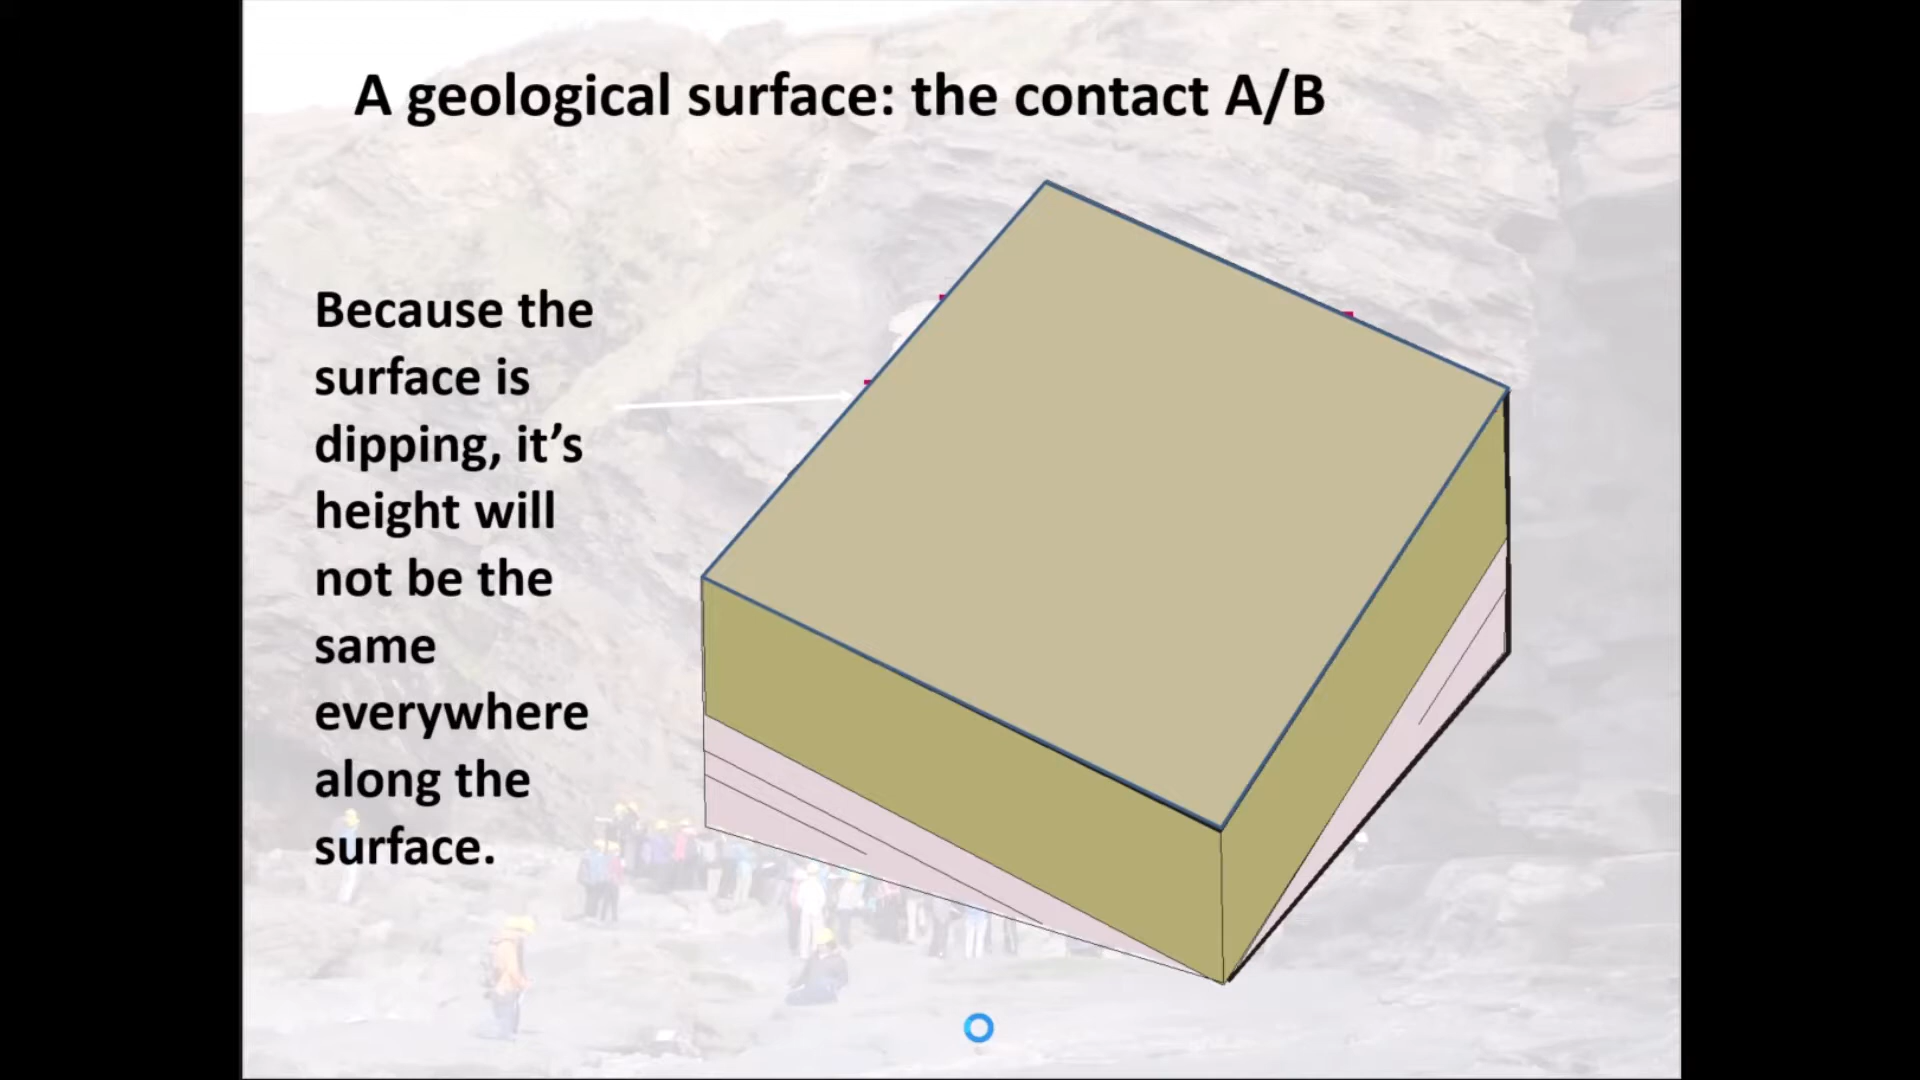 A geological surface: the contact A/B
Because the
surface is
dipping, it’s
height will
not be the
same
everywhere
along the
surface.